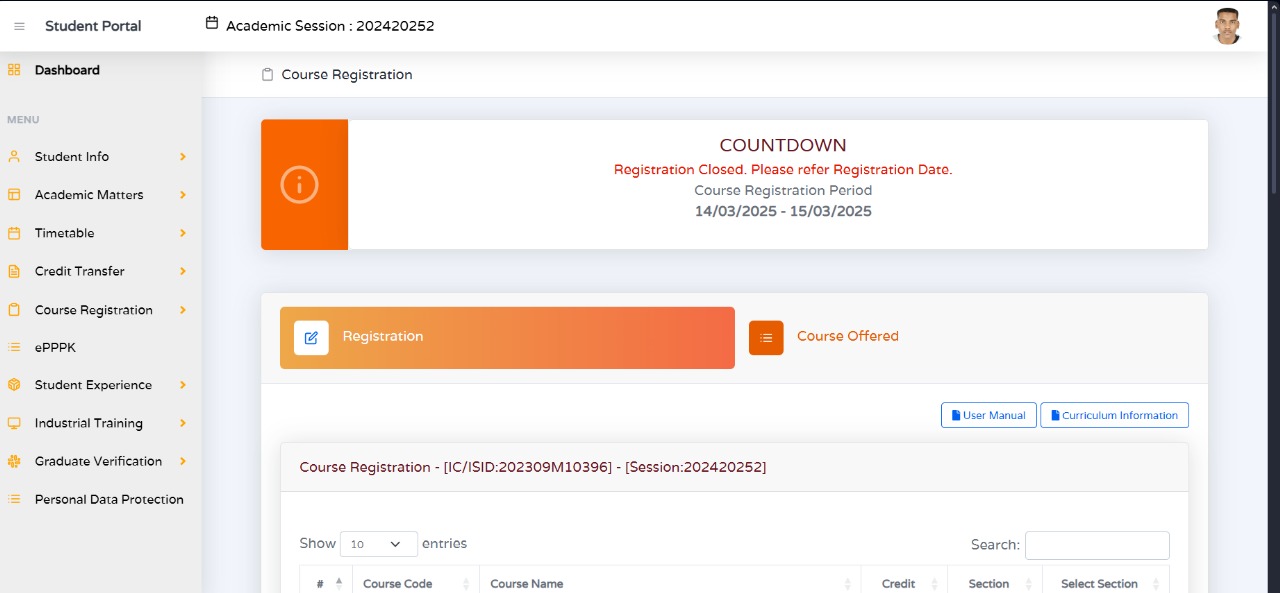 Student Portal
Academic Session : 202420252
Dashboard
Course Registration
MENU
Student Info
Academic Matters
Timetable
Credit Transfer
Course Registration
ePPPK
Student Experience
Industrial Training
Graduate Verification
Personal Data Protection
COUNTDOWN
Registration Closed. Please refer Registration Date.
Course Registration Period
14/03/2025 - 15/03/2025
Registration
Course Offered
User Manual
Curriculum Information
Course Registration - [IC/ISID:202309M10396] - [Session:202420252]
Show 10 entries
Search:
# Course Code Course Name Credit Section Select Section